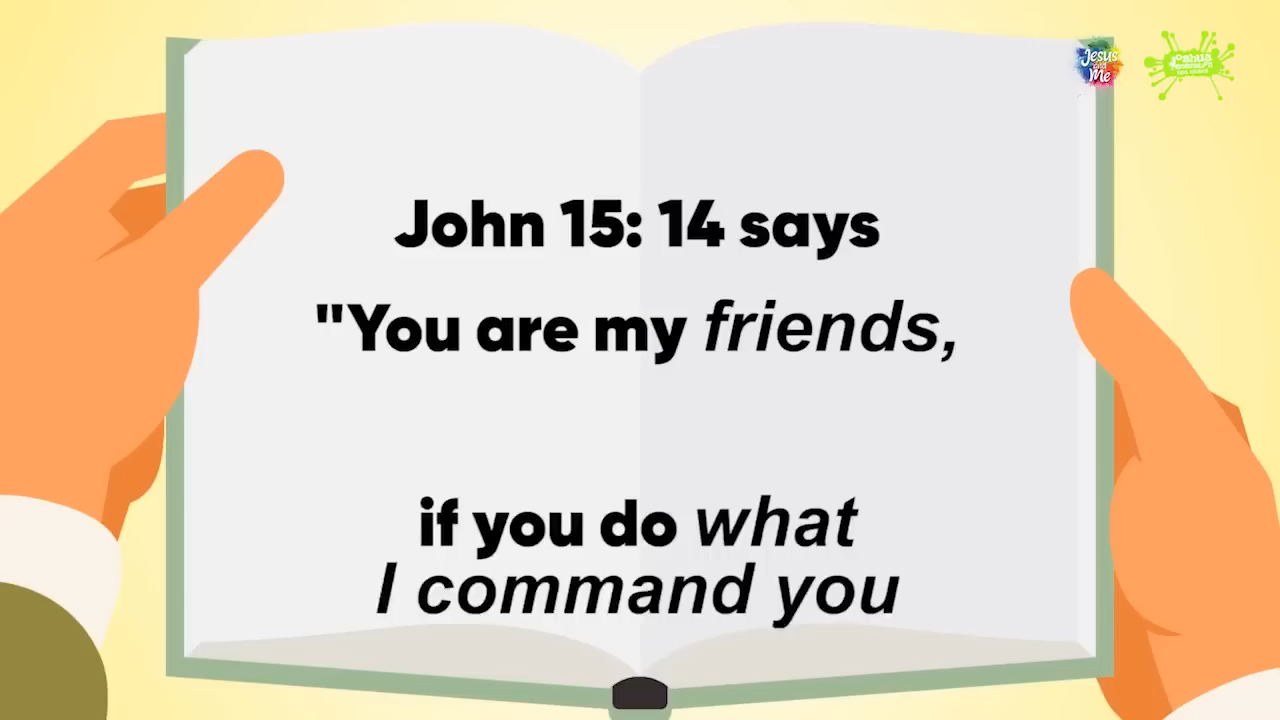 Jesus
and
Me
John 15: 14 says
"You are my friends,
if you do what
I command you